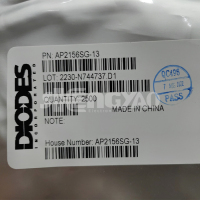 DIODES
INCORPORATED
PN: AP2156SG-13
LOT: 2230-N744737.D1
QUANTITY: 2500
MADE IN CHINA
NOTE
House Number: AP2156SG-13
PASS